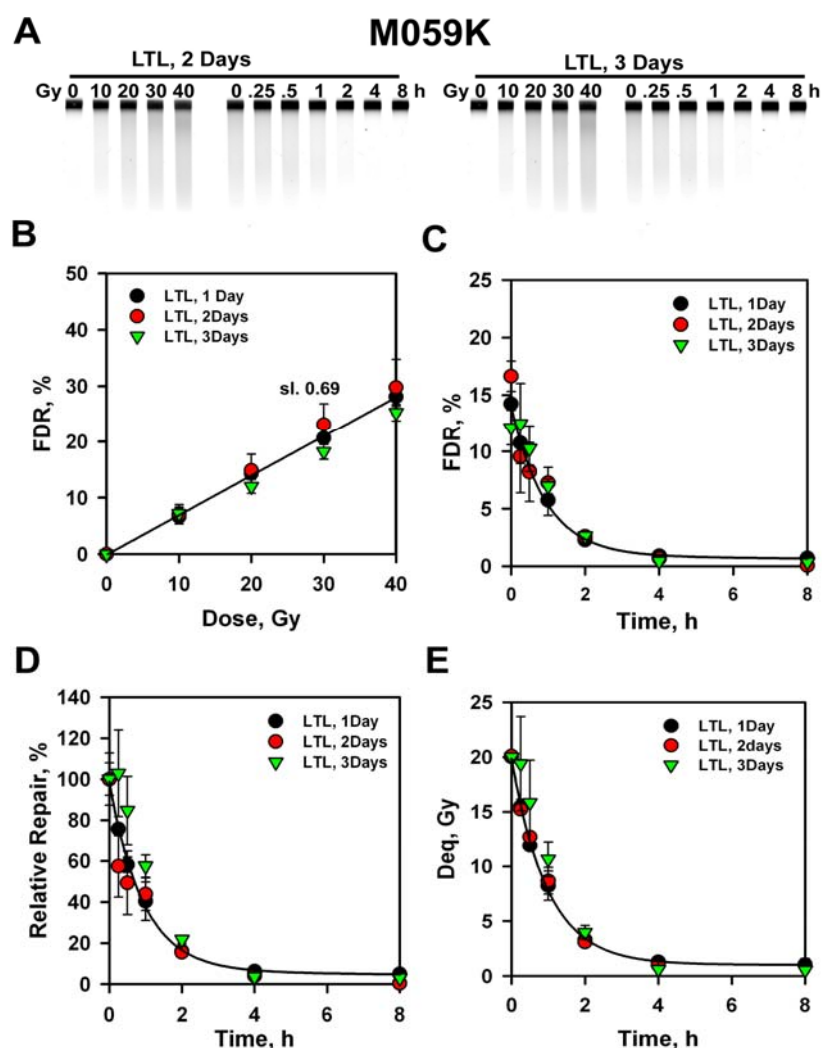 A
M059K
LTL, 2 Days
LTL, 3 Days
Gy 0 10 20 30 40 0 .25 .5 1 2 4 8 h
Gy 0 10 20 30 40 0 .25 .5 1 2 4 8 h
B
50
40
30
20
10
0
FDR, %
LTL, 1 Day
LTL, 2Days
LTL, 3Days
sl. 0.69
0 10 20 30 40
Dose, Gy
C
25
20
15
10
5
0
FDR, %
LTL, 1Day
LTL, 2Days
LTL, 3Days
0 2 4 6 8
Time, h
D
140
120
100
80
60
40
20
0
Relative Repair, %
LTL, 1Day
LTL, 2Days
LTL, 3Days
0 2 4 6 8
Time, h
E
25
20
15
10
5
0
Deq, Gy
LTL, 1Day
LTL, 2days
LTL, 3Days
0 2 4 6 8
Time, h